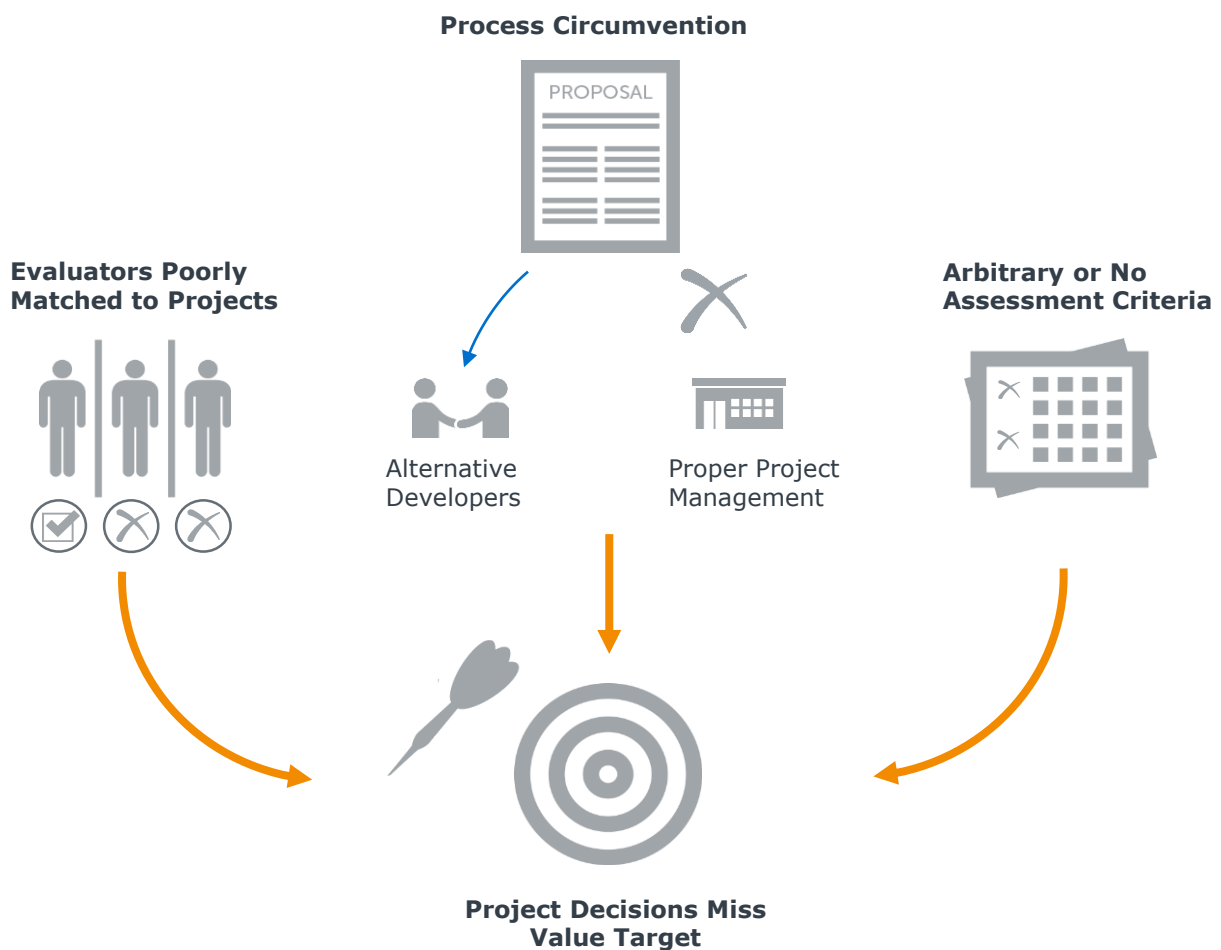 Process Circumvention
PROPOSAL
Evaluators Poorly
Matched to Projects
Arbitrary or No
Assessment Criteria
Alternative
Developers
Proper Project
Management
Project Decisions Miss
Value Target